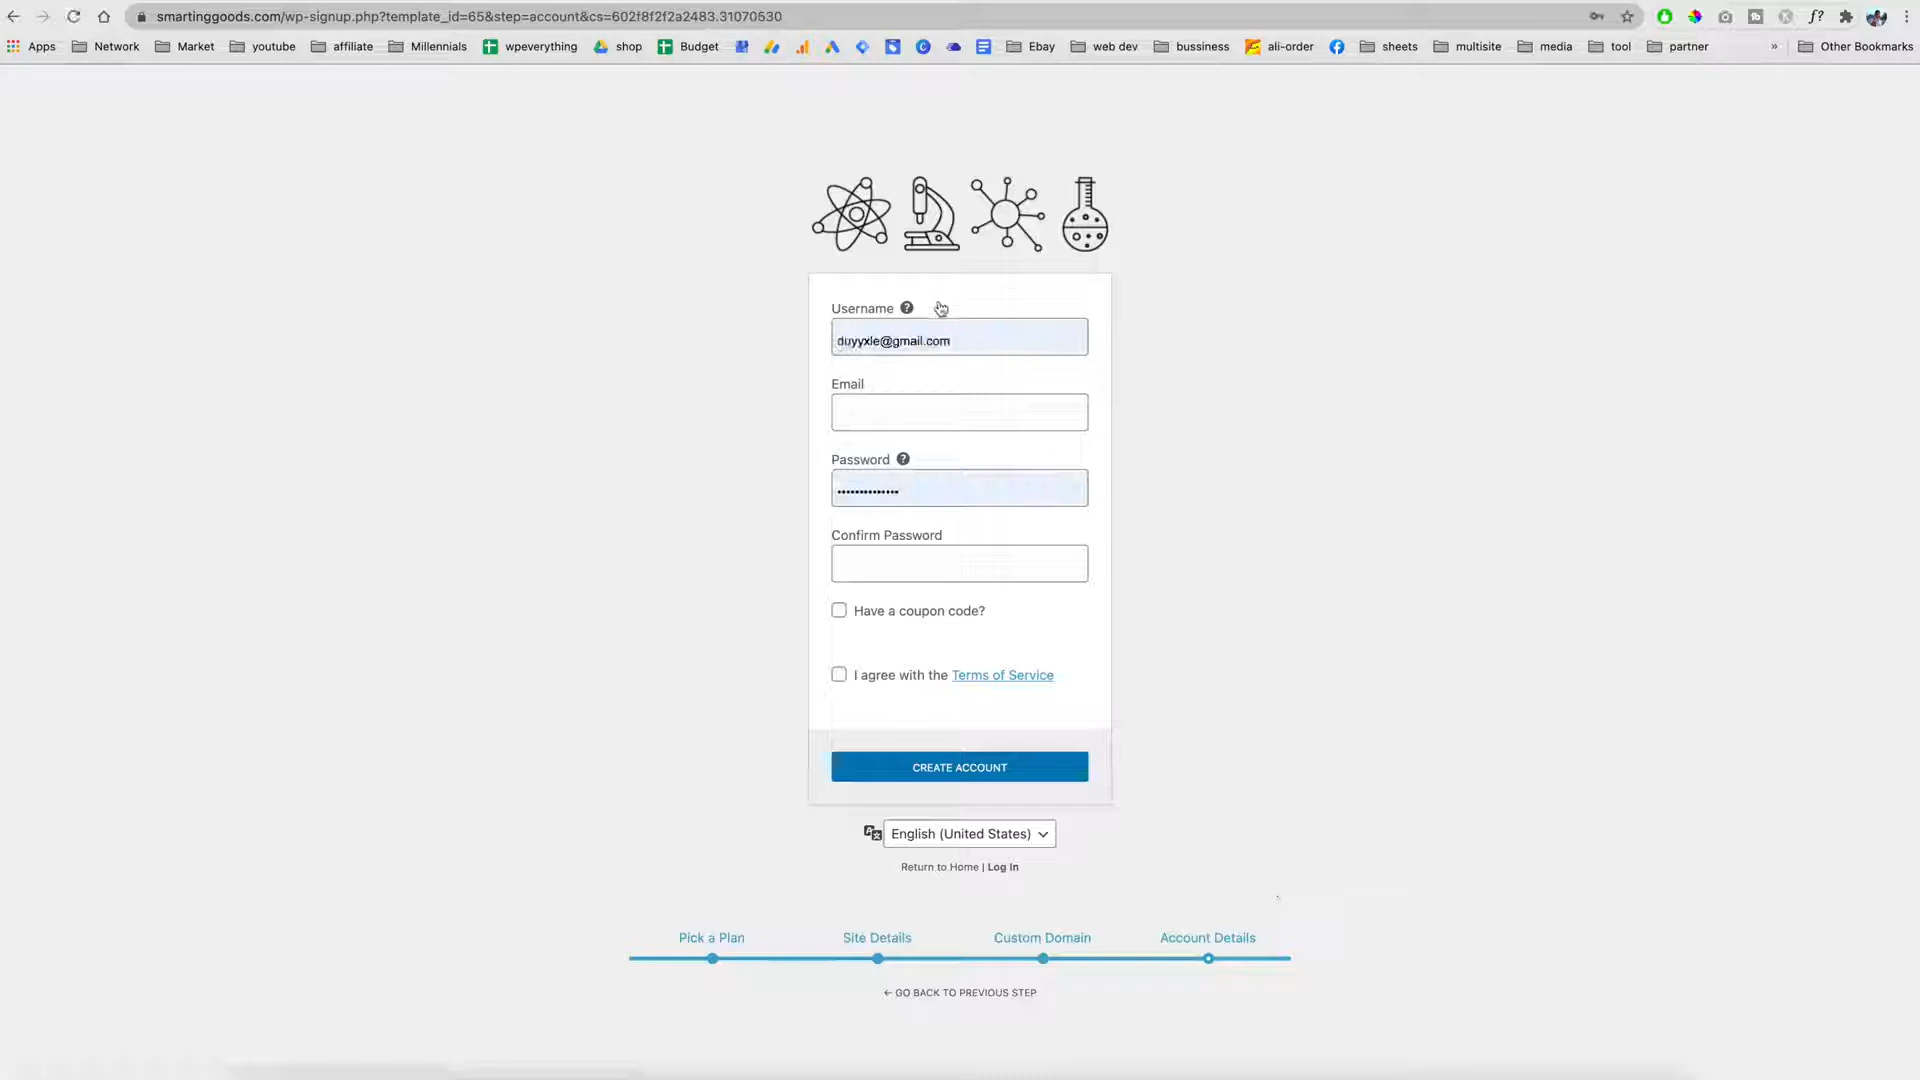 smartinggoods.com/wp-signup.php?template_id=65&step=account&cs=602f8f2f2a2483.31070530
f?
Apps Network Market youtube affiliate Millennials wpeverything shop Budget Ebay web dev bussiness ali-order sheets multisite media tool partner » Other Bookmarks
Username
duyyxle@gmail.com
Email
Password
••••••••••••••
Confirm Password
Have a coupon code?
I agree with the Terms of Service
CREATE ACCOUNT
English (United States)
Return to Home | Log In
Pick a Plan Site Details Custom Domain Account Details
← GO BACK TO PREVIOUS STEP